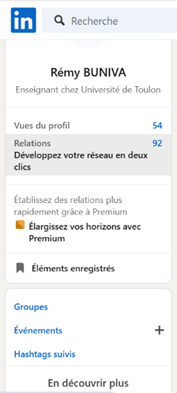 in
Recherche
Rémy BUNIVA
Enseignant chez Université de Toulon
Vues du profil 54
Relations 92
Développez votre réseau en deux
clics
Établissez des relations plus
rapidement grâce à Premium
Élargissez vos horizons avec
Premium
Éléments enregistrés
Groupes
Événements +
Hashtags suivis
En découvrir plus